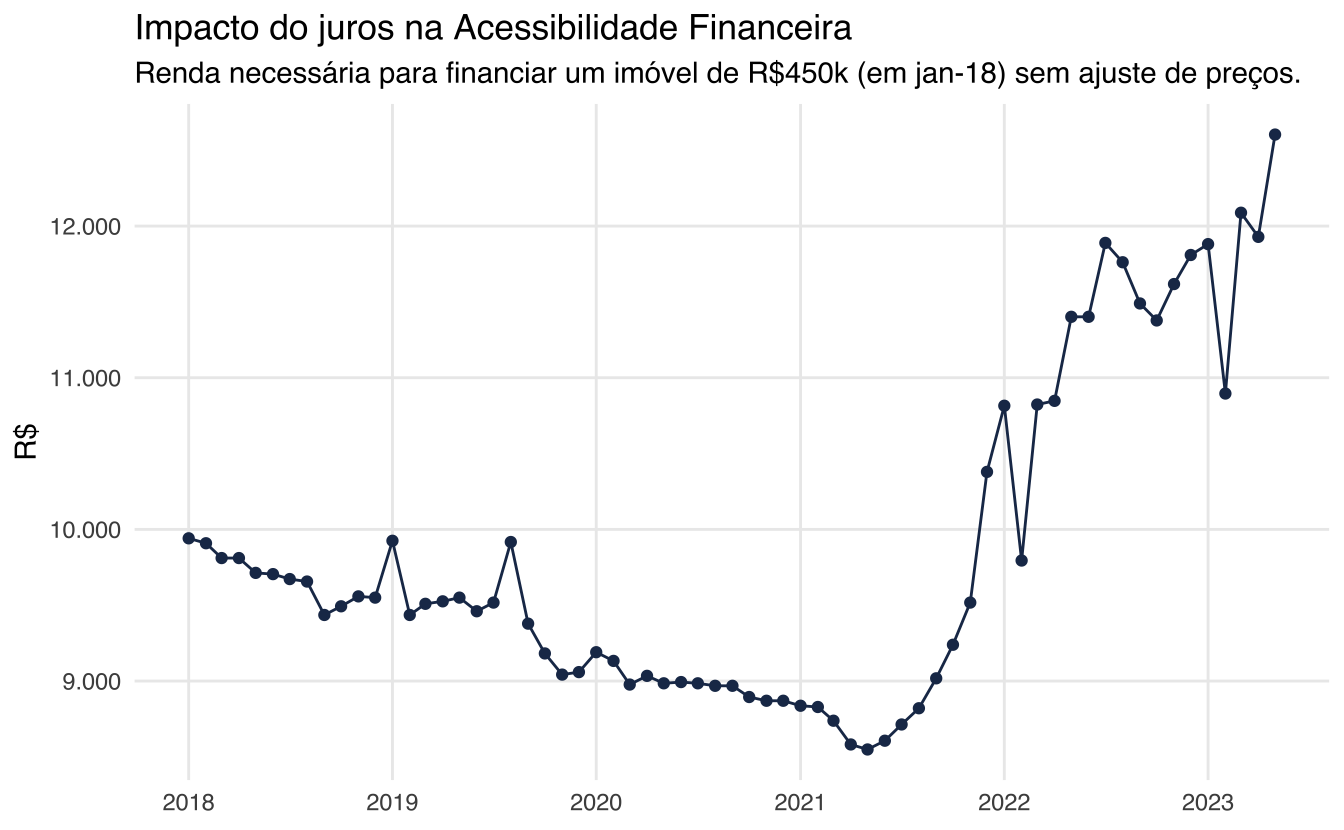 Impacto do juros na Acessibilidade Financeira
Renda necessária para financiar um imóvel de R$450k (em jan-18) sem ajuste de preços.
R$
12.000
11.000
10.000
9.000
2018 2019 2020 2021 2022 2023